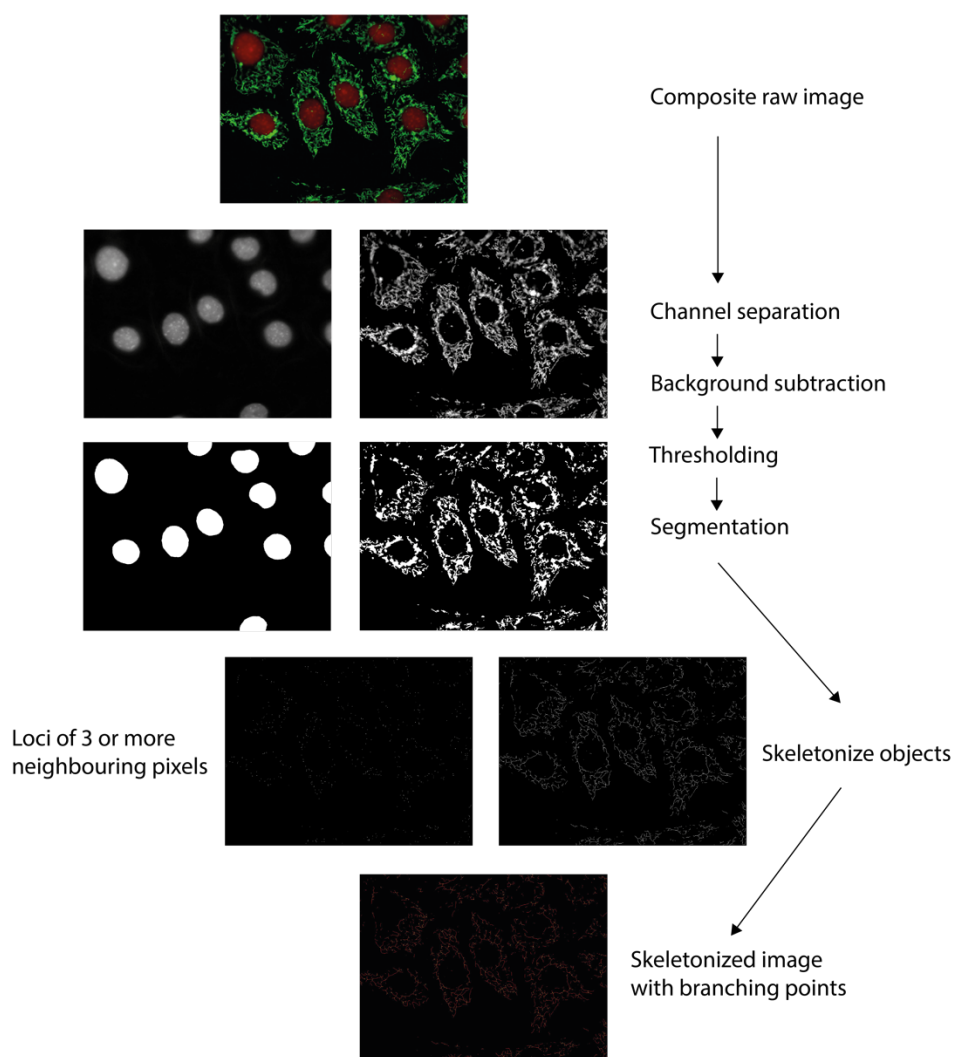 Composite raw image
Channel separation
Background subtraction
Thresholding
Segmentation
Loci of 3 or more
neighbouring pixels
Skeletonize objects
Skeletonized image
with branching points